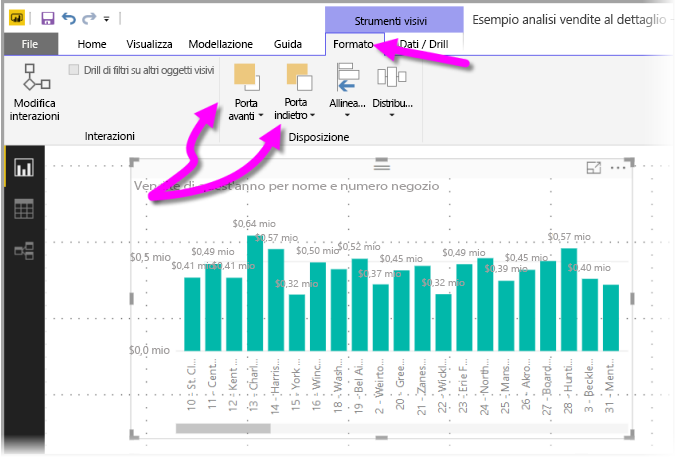 Strumenti visivi
Esempio analisi vendite al dettaglio -
File Home Visualizza Modellazione Guida Formato Dati / Drill
Modifica interazioni
Drill di filtri su altri oggetti visivi
Porta avanti
Porta indietro
Allinea...
Distribu...
Interazioni
Disposizione
di quest'anno per nome e numero negozio
$0,5 mio
$0,0 mio
$0,41 mio
$0,49 mio
$0,41 mio
$0,64 mio
$0,57 mio
$0,32 mio
$0,50 mio
$0,52 mio
$0,37 mio
$0,45 mio
$0,32 mio
$0,49 mio
$0,45 mio
$0,39 mio
$0,45 mio
$0,57 mio
$0,40 mio
10 - St. Cl...
11 - Cent...
12 - Kent ...
13 - Charl...
14 - Harris...
15 - York ...
16 - Winc...
18 - Wash...
19 - Bel Ai...
2 - Weirto...
20 - Gree...
21 - Zanes...
22 - Wickl...
23 - Erie F...
24 - North...
25 - Mans...
26 - Akro...
27 - Board...
28 - Hunti...
3 - Beckle...
31 - Ment...